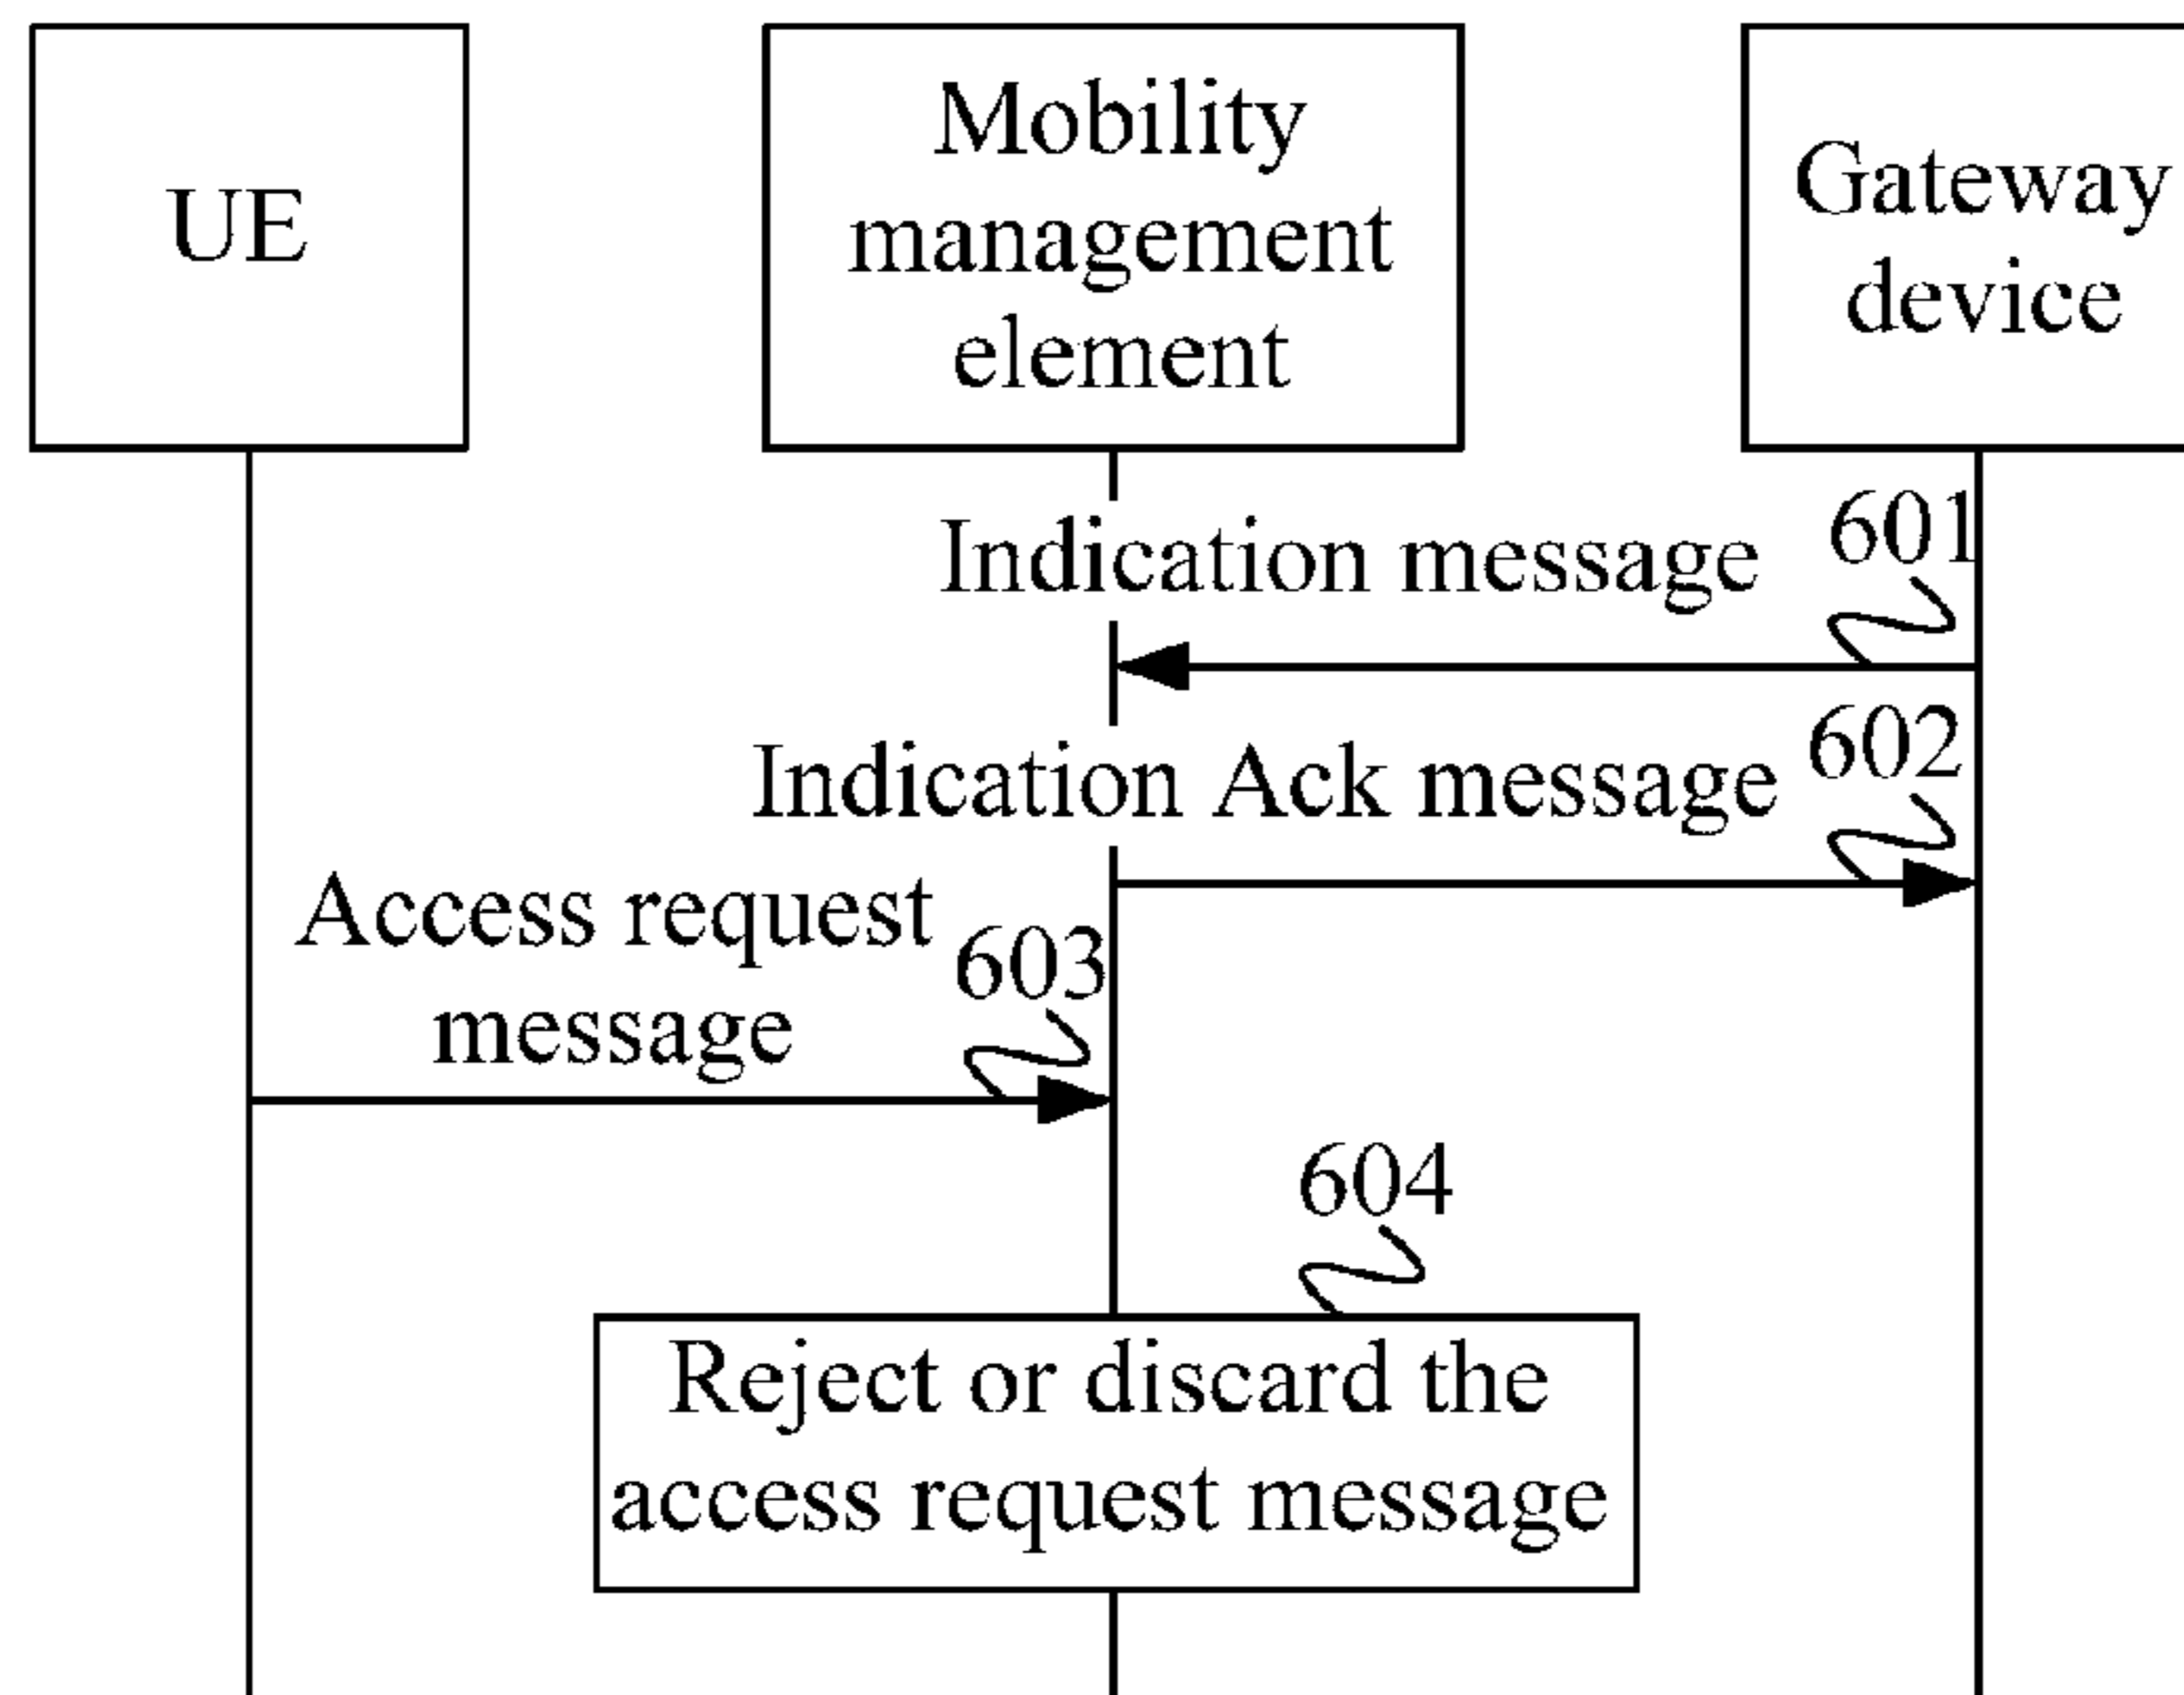 UE
Mobility
management
element
Gateway
device
Indication message
601
Indication Ack message
602
Access request
message
603
604
Reject or discard the
access request message